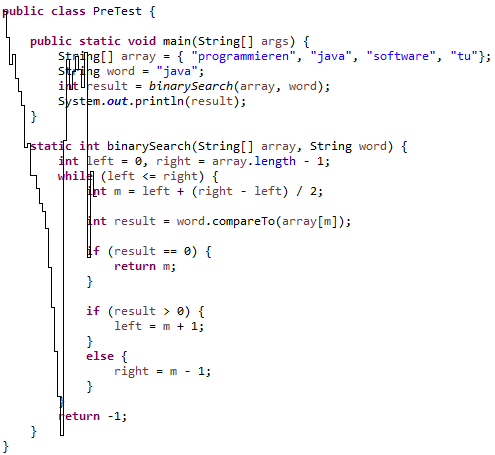 public class PreTest {
public static void main(String[] args) {
String[] array = { "programmieren", "java", "software", "tu"};
String word = "java";
int result = binarySearch(array, word);
System.out.println(result);
}
static int binarySearch(String[] array, String word) {
int left = 0, right = array.length - 1;
while (left <= right) {
int m = left + (right - left) / 2;
int result = word.compareTo(array[m]);
if (result == 0) {
return m;
}
if (result > 0) {
left = m + 1;
}
else {
right = m - 1;
}
}
return -1;
}
}